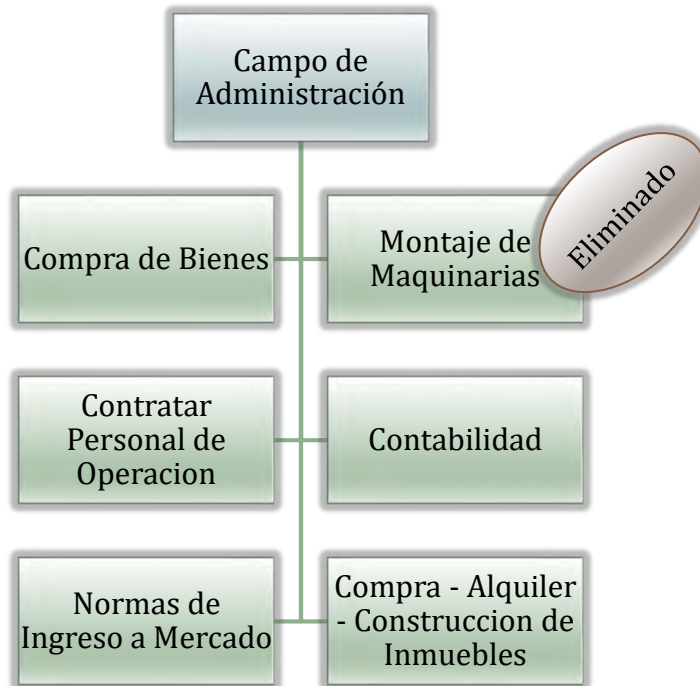 Campo de
Administración
Eliminado
Compra de Bienes
Montaje de
Maquinarias
Contratar
Personal de
Operacion
Contabilidad
Normas de
Ingreso a Mercado
Compra - Alquiler
- Construccion de
Inmuebles